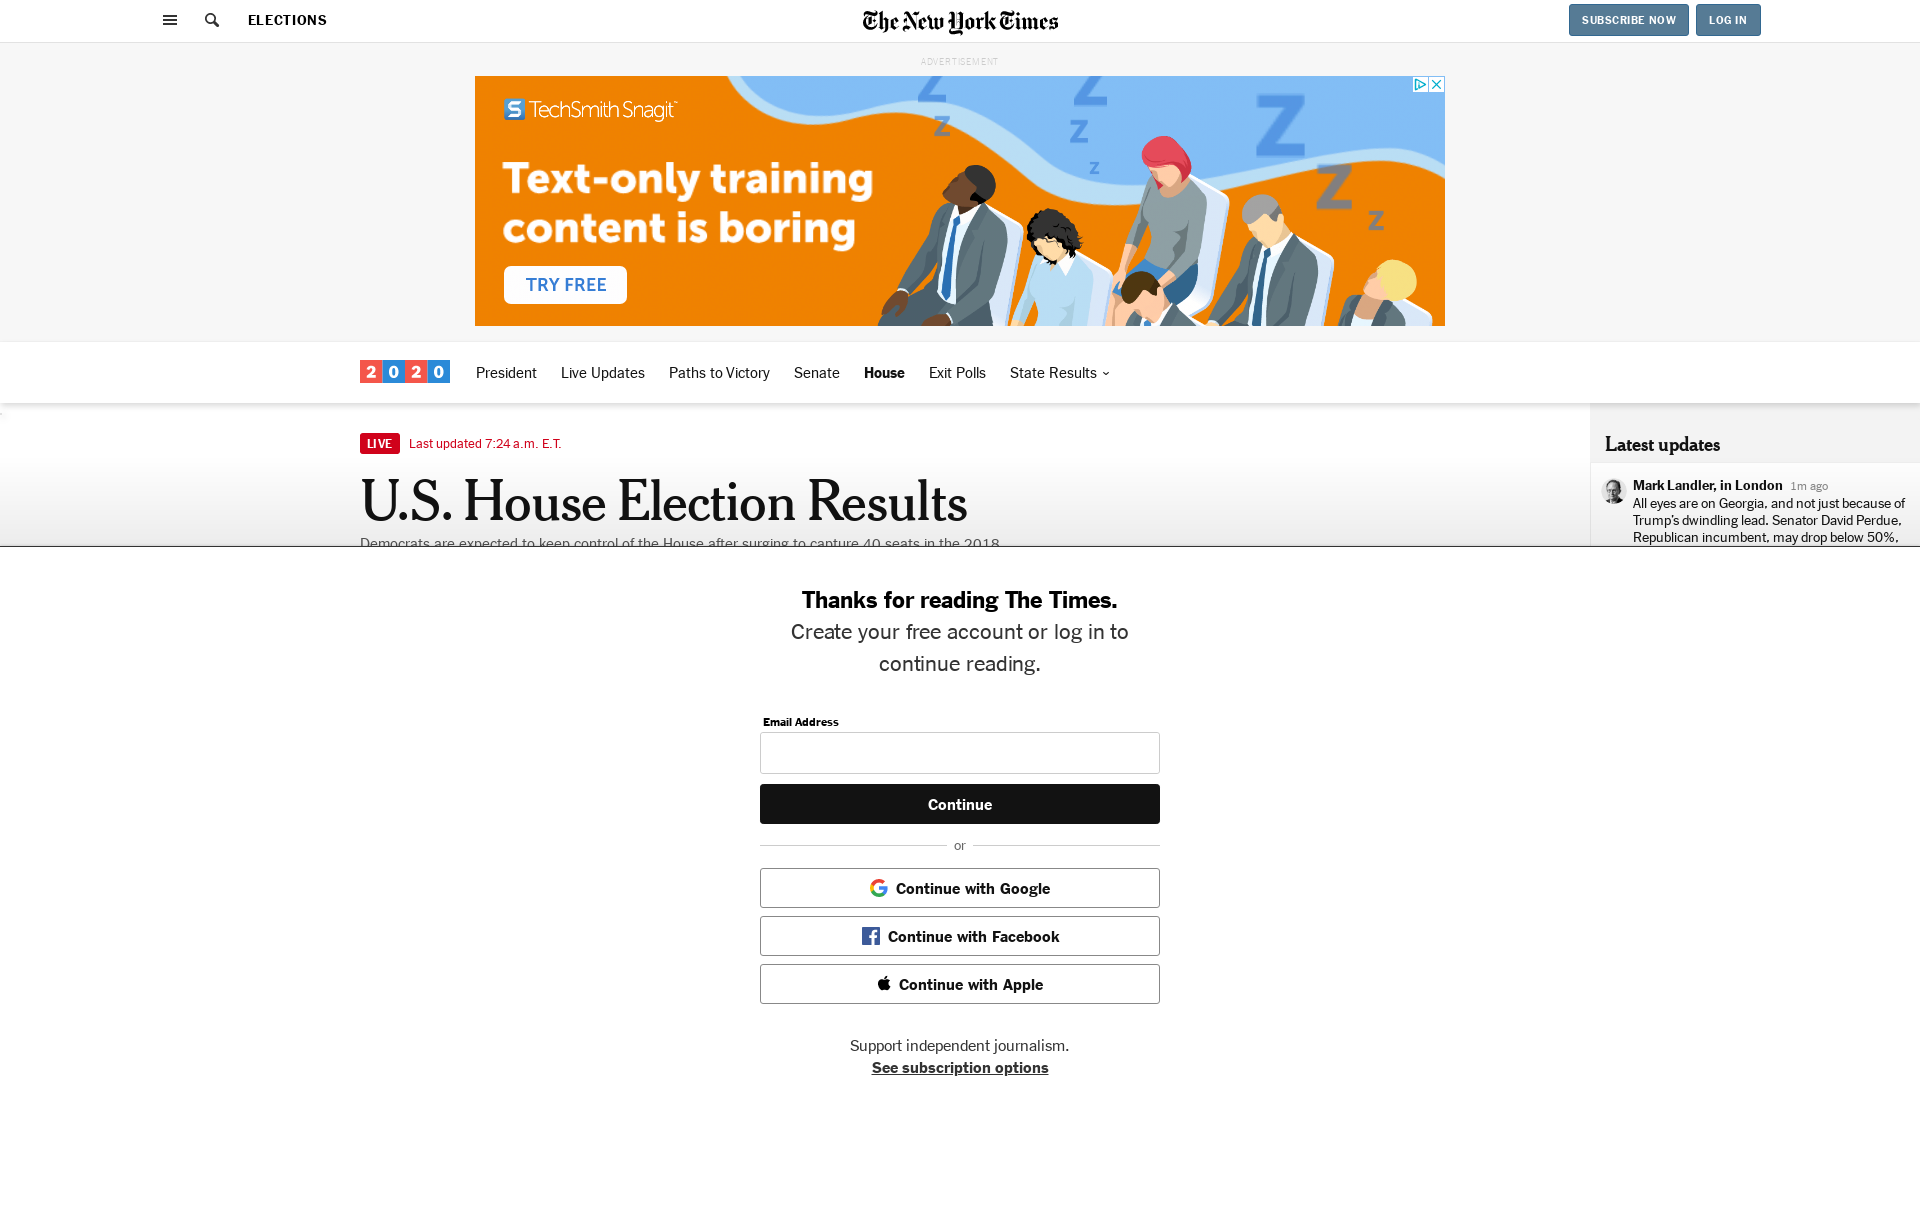 ELECTIONS
The New York Times
SUBSCRIBE NOW
LOG IN
ADVERTISEMENT
TechSmith Snagit™
Text-only training
content is boring
TRY FREE
Z
Z
Z
Z
Z
Z
Z
Z
2020
President
Live Updates
Paths to Victory
Senate
House
Exit Polls
State Results
LIVE Last updated 7:24 a.m. E.T.
U.S. House Election Results
Democrats are expected to keep control of the House after surging to capture 40 seats in the 2018
Latest updates
Mark Landler, in London 1m ago
All eyes are on Georgia, and not just because of
Trump’s dwindling lead. Senator David Perdue,
Republican incumbent, may drop below 50%,
Thanks for reading The Times.
Create your free account or log in to
continue reading.
Email Address
Continue
or
Continue with Google
Continue with Facebook
Continue with Apple
Support independent journalism.
See subscription options